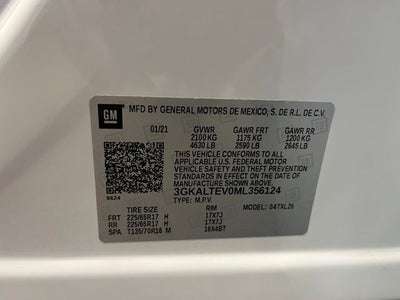 GM
MFD BY GENERAL MOTORS DE MEXICO, S. DE R.L. DE C.V.
01/21 GVWR GAWR FRT GAWR RR
2100 KG 1175 KG 1200 KG
4630 LB 2590 LB 2645 LB
THIS VEHICLE CONFORMS TO ALL
APPLICABLE U.S. FEDERAL MOTOR
VEHICLE SAFETY AND THEFT PREVENTION
STANDARDS IN EFFECT ON THE DATE OF
MANUFACTURE SHOWN ABOVE.
3GKALTEV0ML356124
8624 TYPE: M.P.V. MODEL: 04TXL26
TIRE SIZE RIM
FRT 225/65R17 H 17X7J
RR 225/65R17 H 17X7J
SPA T135/70R16 M 16X4BT